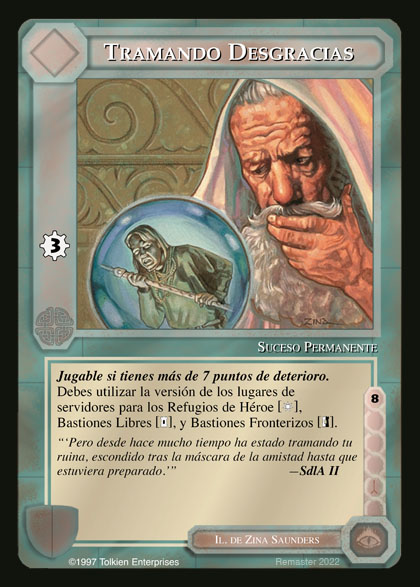 TRAMANDO DESGRACIAS
3
ZINA
SUCESO PERMANENTE
Jugable si tienes más de 7 puntos de deterioro.
Debes utilizar la versión de los lugares de
servidores para los Refugios de Héroe [ ],
Bastiones Libres [ ], y Bastiones Fronterizos [ ].
8
“‘Pero desde hace mucho tiempo ha estado tramando tu
ruina, escondido tras la máscara de la amistad hasta que
estuviera preparado.’” —SdlA II
IL. DE ZINA SAUNDERS
©1997 Tolkien Enterprises Remaster 2022